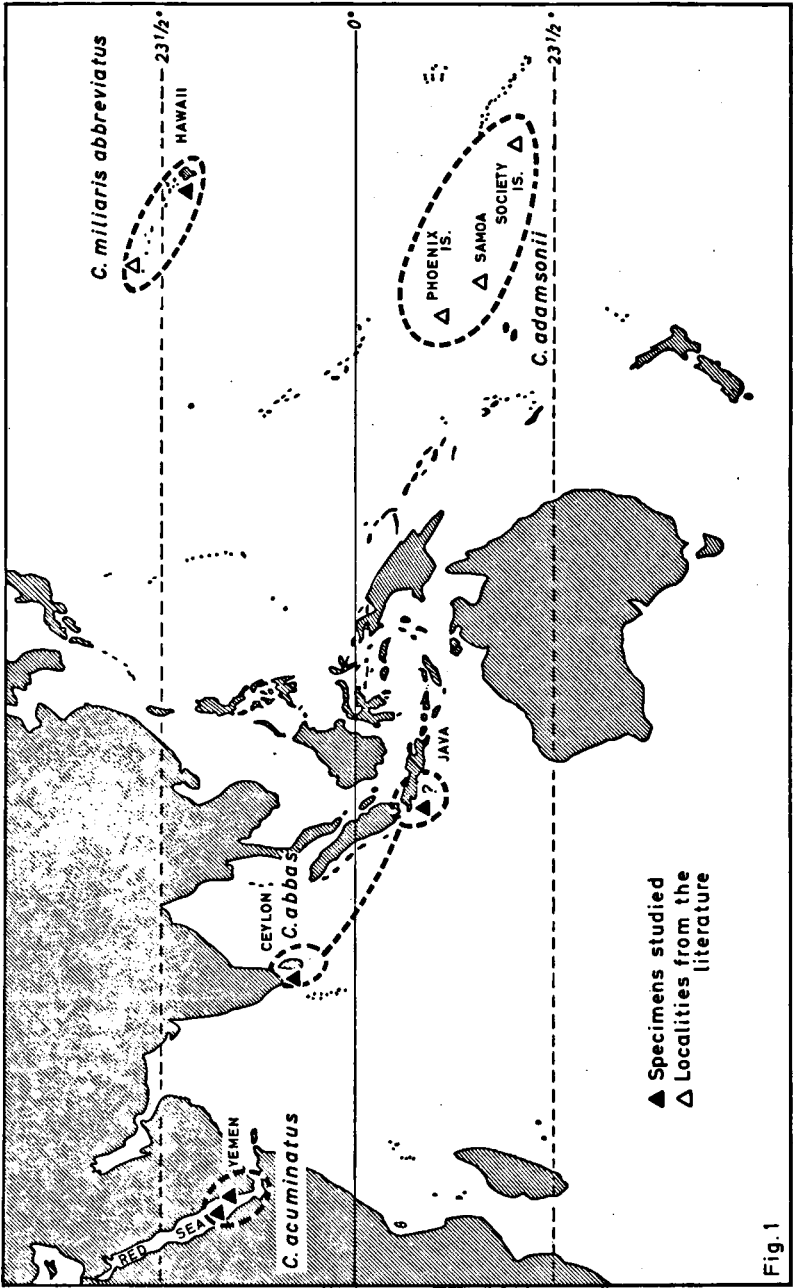 C. miliaris abbreviatus
HAWAII
23 1/2°
0°
23 1/2°
PHOENIX
IS.
SAMOA
SOCIETY
IS.
C. adamsonii
CEYLON
C. abbas
JAVA
?
RED SEA
YEMEN
C. acuminatus
▲ Specimens studied
△ Localities from the
literature
Fig. 1